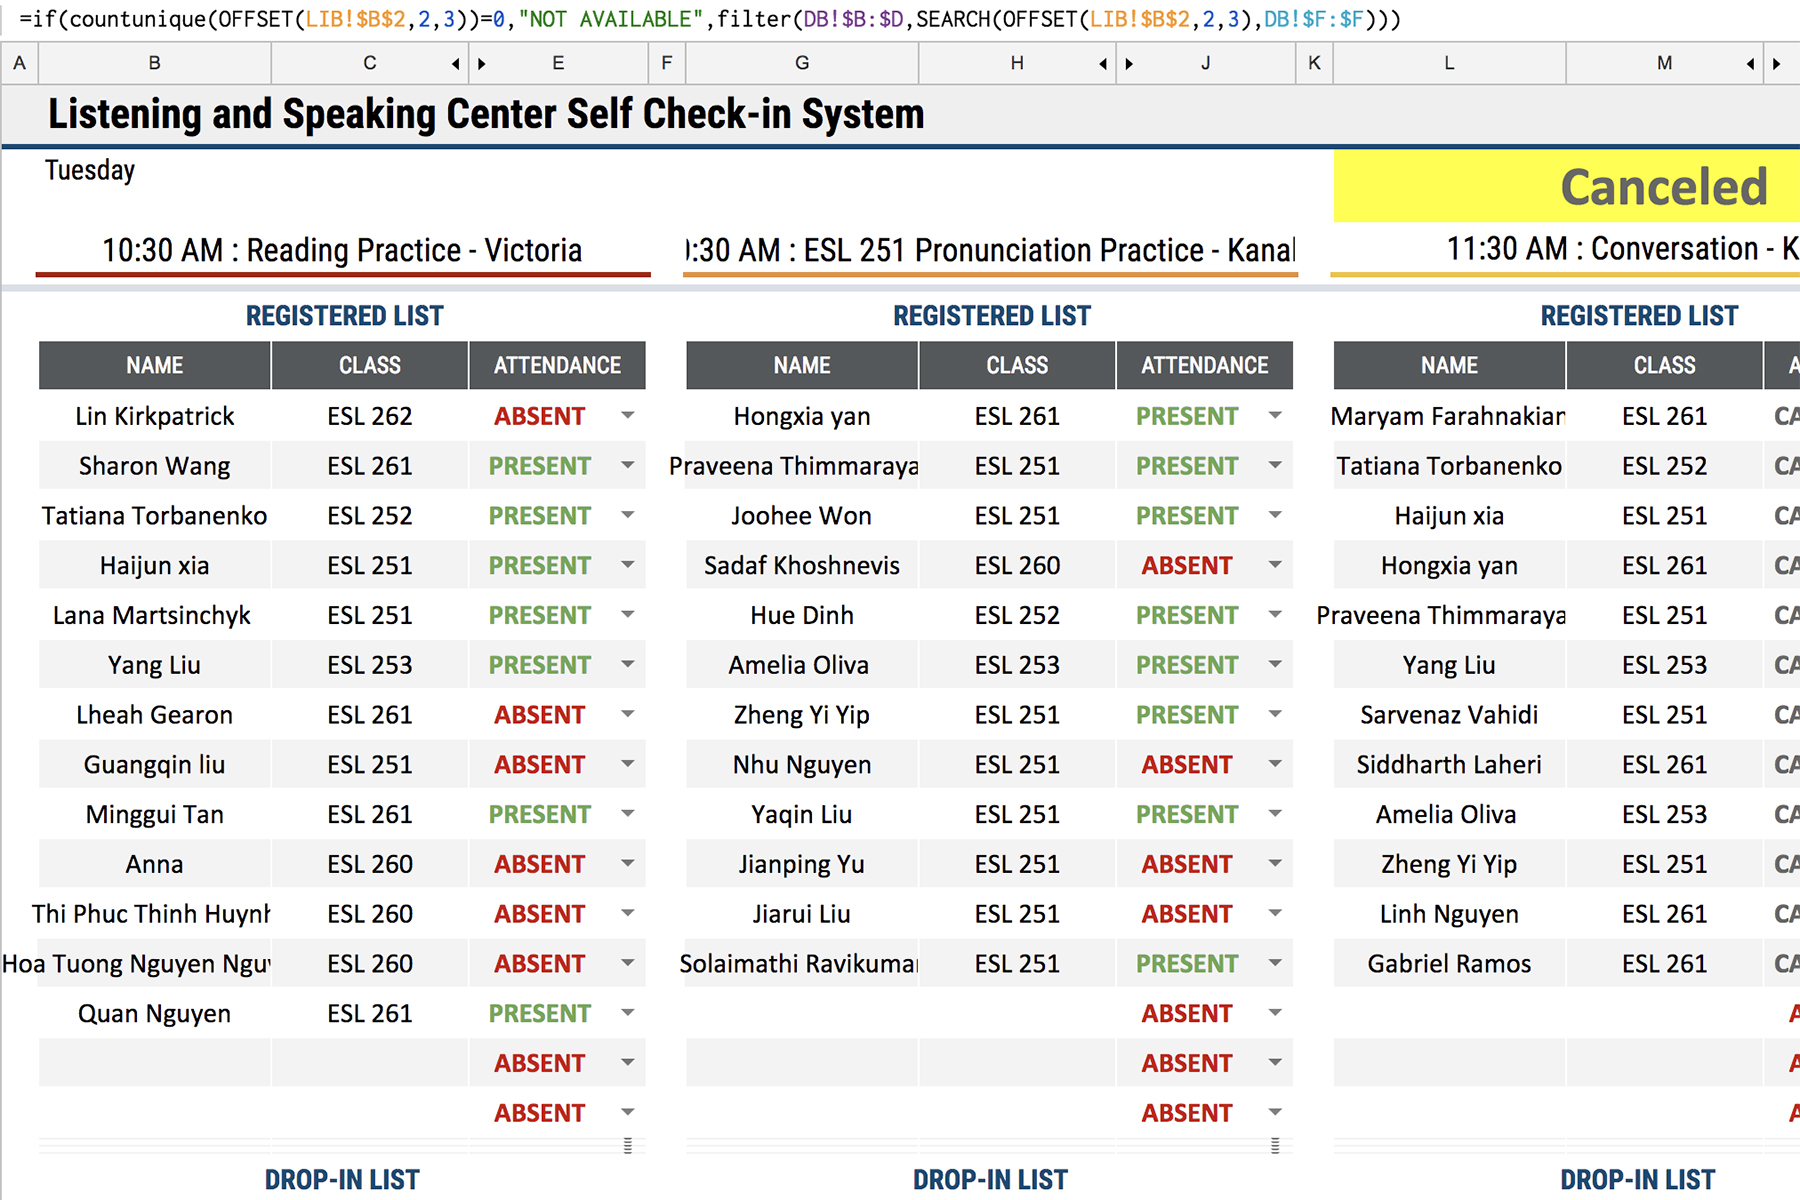 =if(countunique(OFFSET(LIB!$B$2,2,3))=0,"NOT AVAILABLE",filter(DB!$B:$D,SEARCH(OFFSET(LIB!$B$2,2,3),DB!$F:$F)))
A B C E F G H J K L M
Listening and Speaking Center Self Check-in System
Tuesday
Canceled
10:30 AM : Reading Practice - Victoria
):30 AM : ESL 251 Pronunciation Practice - Kanal
11:30 AM : Conversation - K
REGISTERED LIST REGISTERED LIST REGISTERED LIST
NAME CLASS ATTENDANCE NAME CLASS ATTENDANCE NAME CLASS A
Lin Kirkpatrick ESL 262 ABSENT Hongxia yan ESL 261 PRESENT Maryam Farahnakian ESL 261 CA
Sharon Wang ESL 261 PRESENT Praveena Thimmaraya ESL 251 PRESENT Tatiana Torbanenko ESL 252 CA
Tatiana Torbanenko ESL 252 PRESENT Joohee Won ESL 251 PRESENT Haijun xia ESL 251 CA
Haijun xia ESL 251 PRESENT Sadaf Khoshnevis ESL 260 ABSENT Hongxia yan ESL 261 CA
Lana Martsinchyk ESL 251 PRESENT Hue Dinh ESL 252 PRESENT Praveena Thimmaraya ESL 251 CA
Yang Liu ESL 253 PRESENT Amelia Oliva ESL 253 PRESENT Yang Liu ESL 253 CA
Lheah Gearon ESL 261 ABSENT Zheng Yi Yip ESL 251 PRESENT Sarvenaz Vahidi ESL 251 CA
Guangqin liu ESL 251 ABSENT Nhu Nguyen ESL 251 ABSENT Siddharth Laheri ESL 261 CA
Minggui Tan ESL 261 PRESENT Yaqin Liu ESL 251 PRESENT Amelia Oliva ESL 253 CA
Anna ESL 260 ABSENT Jianping Yu ESL 251 ABSENT Zheng Yi Yip ESL 251 CA
Thi Phuc Thinh Huynh ESL 260 ABSENT Jiarui Liu ESL 251 ABSENT Linh Nguyen ESL 261 CA
Hoa Tuong Nguyen Nguy ESL 260 ABSENT Solaimathi Ravikumar ESL 251 PRESENT Gabriel Ramos ESL 261 CA
Quan Nguyen ESL 261 PRESENT ABSENT A
ABSENT ABSENT A
ABSENT ABSENT A
DROP-IN LIST DROP-IN LIST DROP-IN LIST